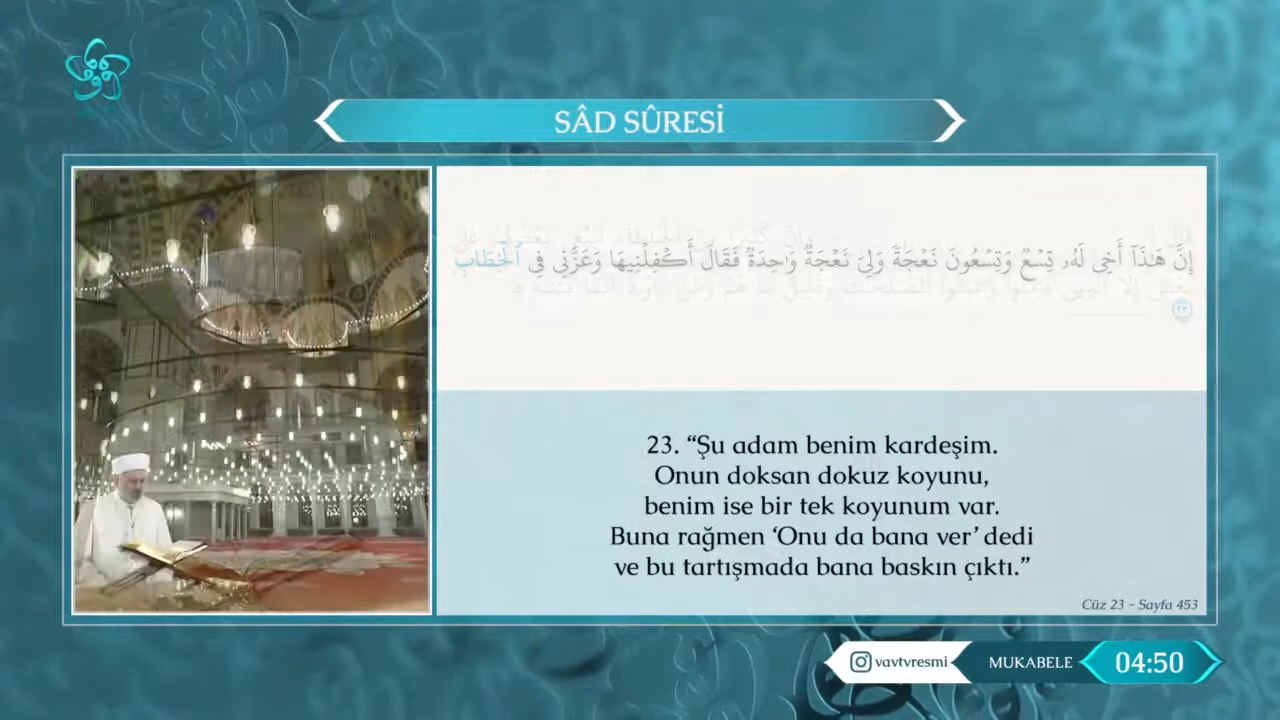 SÂD SÛRESİ
إِنَّ هَٰذَآ أَخِى لَهُۥ تِسْعٌ وَتِسْعُونَ نَعْجَةً وَلِىَ نَعْجَةٌ وَٰحِدَةٌ فَقَالَ أَكْفِلْنِيهَا وَعَزَّنِى فِى ٱلْخِطَابِ
٢٣
23. “Şu adam benim kardeşim.
Onun doksan dokuz koyunu,
benim ise bir tek koyunum var.
Buna rağmen ‘Onu da bana ver’ dedi
ve bu tartışmada bana baskın çıktı.”
Cüz 23 - Sayfa 453
vavtvresmi MUKABELE 04:50